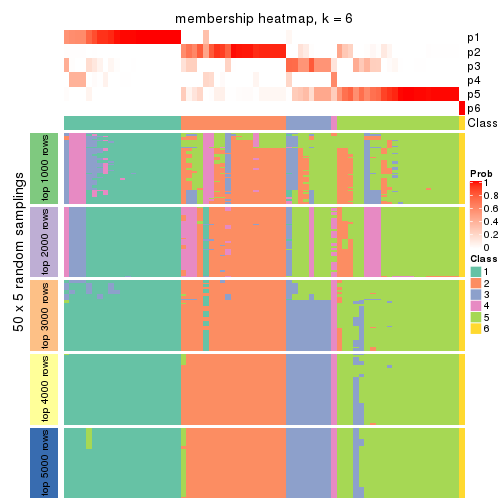 membership heatmap, k = 6
p1
p2
p3
p4
p5
p6
Class
50 x 5 random samplings
top 1000 rows
top 2000 rows
top 3000 rows
top 4000 rows
top 5000 rows
Prob
1
0.8
0.6
0.4
0.2
0
Class
1
2
3
4
5
6